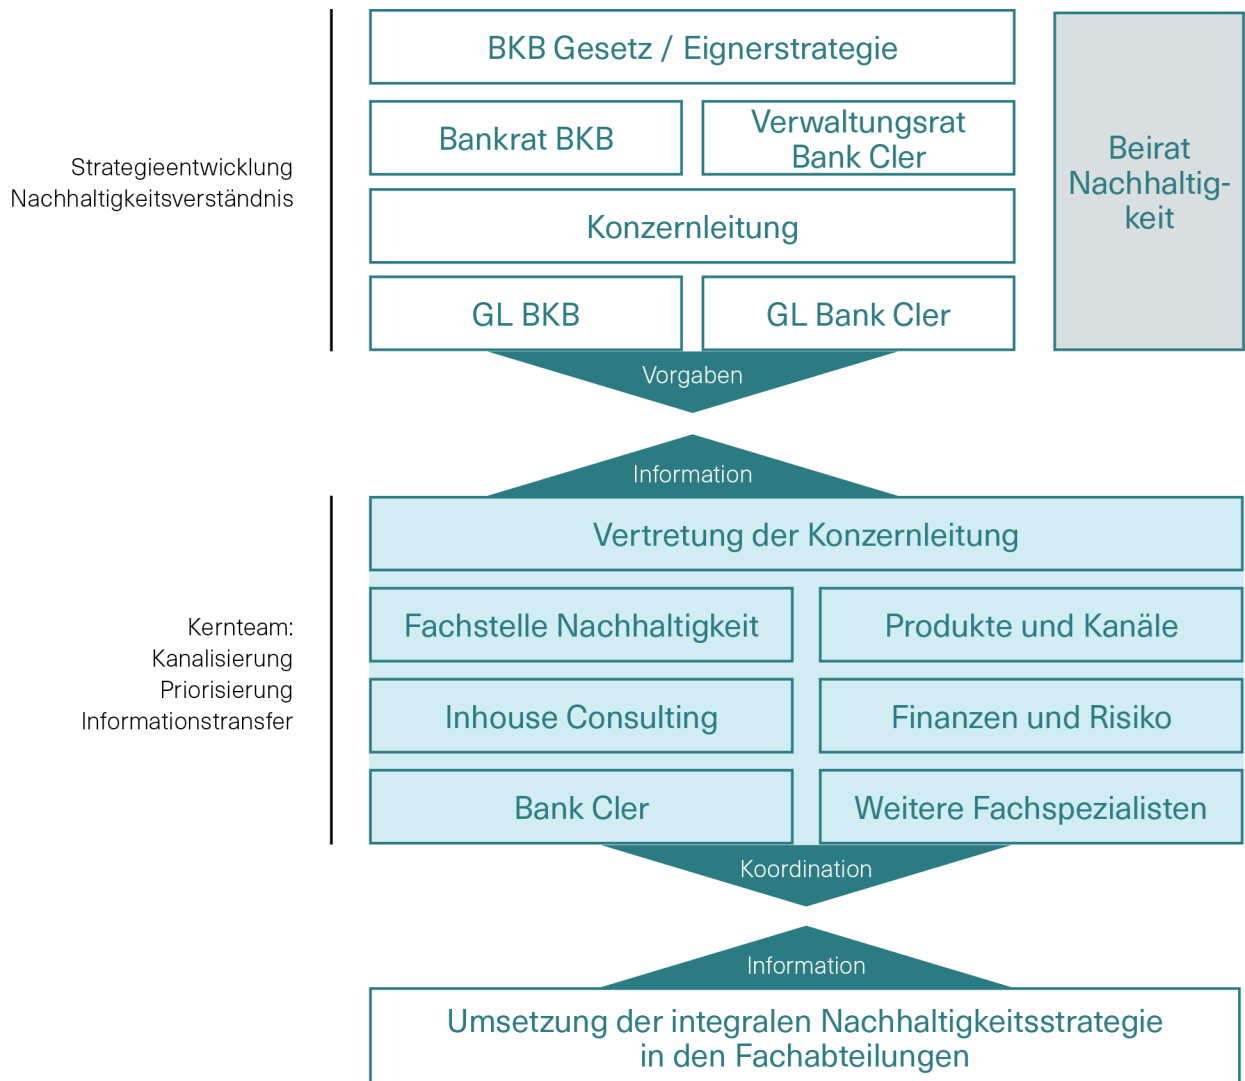 BKB Gesetz / Eignerstrategie
Bankrat BKB
Verwaltungsrat
Bank Cler
Konzernleitung
GL BKB
GL Bank Cler
Beirat
Nachhaltig-
keit
Strategieentwicklung
Nachhaltigkeitsverständnis
Vorgaben
Information
Vertretung der Konzernleitung
Fachstelle Nachhaltigkeit
Produkte und Kanäle
Inhouse Consulting
Finanzen und Risiko
Bank Cler
Weitere Fachspezialisten
Kernteam:
Kanalisierung
Priorisierung
Informationstransfer
Koordination
Information
Umsetzung der integralen Nachhaltigkeitsstrategie
in den Fachabteilungen